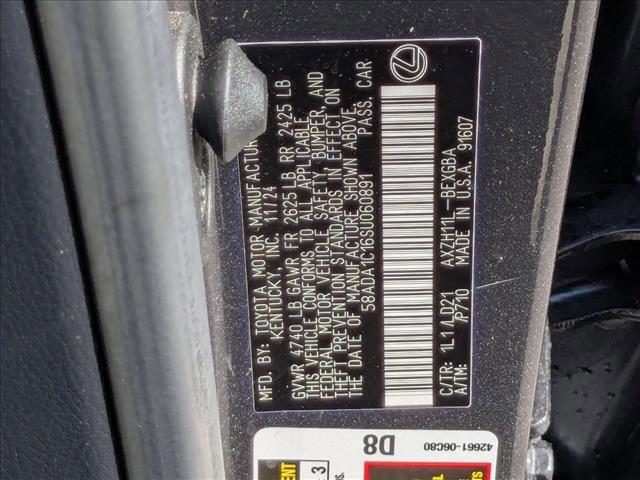 MFD. BY: TOYOTA MOTOR MANUFACTUR
KENTUCKY, INC. 11/24
GVWR 4740 LB GAWR FR 2625 LB RR 2425 LB
THIS VEHICLE CONFORMS TO ALL APPLICABLE
FEDERAL MOTOR VEHICLE SAFETY, BUMPER, AND
THEFT PREVENTION STANDARDS IN EFFECT ON
THE DATE OF MANUFACTURE SHOWN ABOVE.
58ADA1C16SU060891 PASS. CAR
C/TR: 1L1/LD21 AXZH11L-BEXGBA
A/TM: /P710 MADE IN U.S.A. 91607
42661-06C80
D8
ENT
3